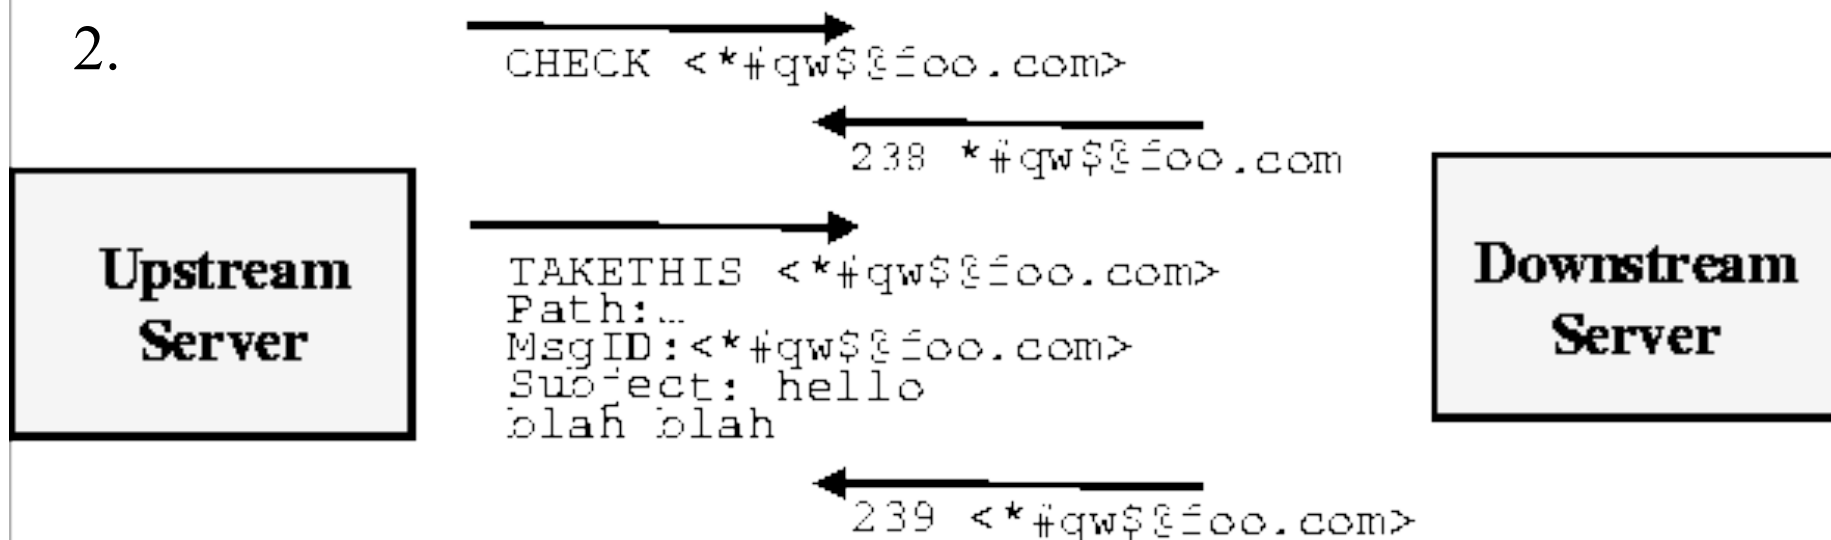 2.
CHECK <*#qw$@foo.com>
238 *#qw$@foo.com
Upstream
Server
TAKETHIS <*#qw$@foo.com>
Path:…
MsgID:<*#qw$@foo.com>
Subject: hello
blah blah
Downstream
Server
239 <*#qw$@foo.com>